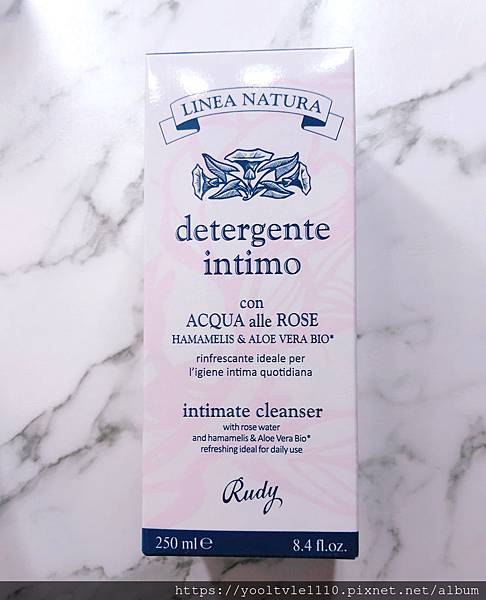 LINEA NATURA
detergente
intimo
con
ACQUA alle ROSE
HAMAMELIS & ALOE VERA BIO*
rinfrescante ideale per
l'igiene intima quotidiana
intimate cleanser
with rose water
and hamamelis & Aloe Vera Bio*
refreshing ideal for daily use
Rudy
250 ml ℮ 8.4 fl.oz.
https://yooltvle1110.pixnet.net/album